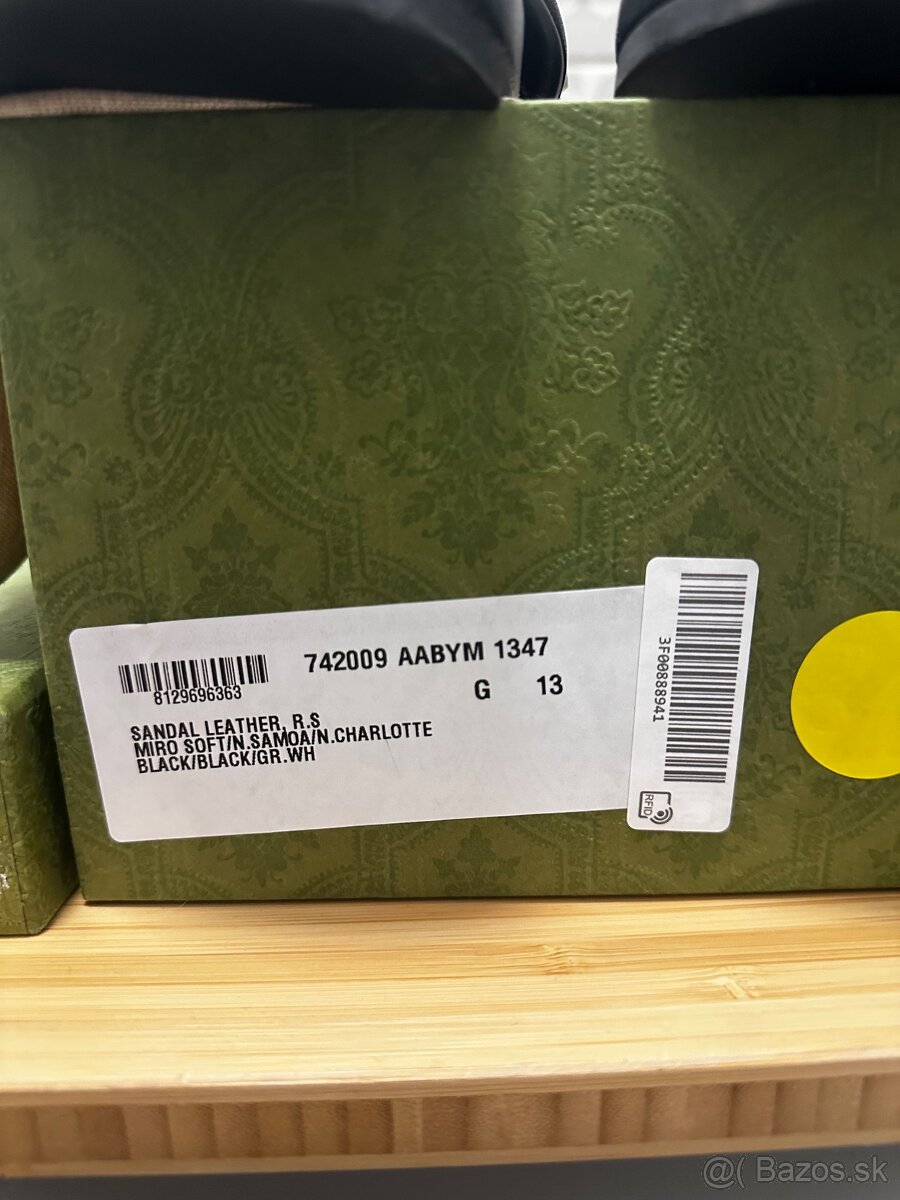 742009 AABYM 1347
8129696363
G 13
SANDAL LEATHER, R.S
MIRO SOFT/N.SAMOA/N.CHARLOTTE
BLACK/BLACK/GR.WH
3F00888941
RFID
@( Bazos.sk